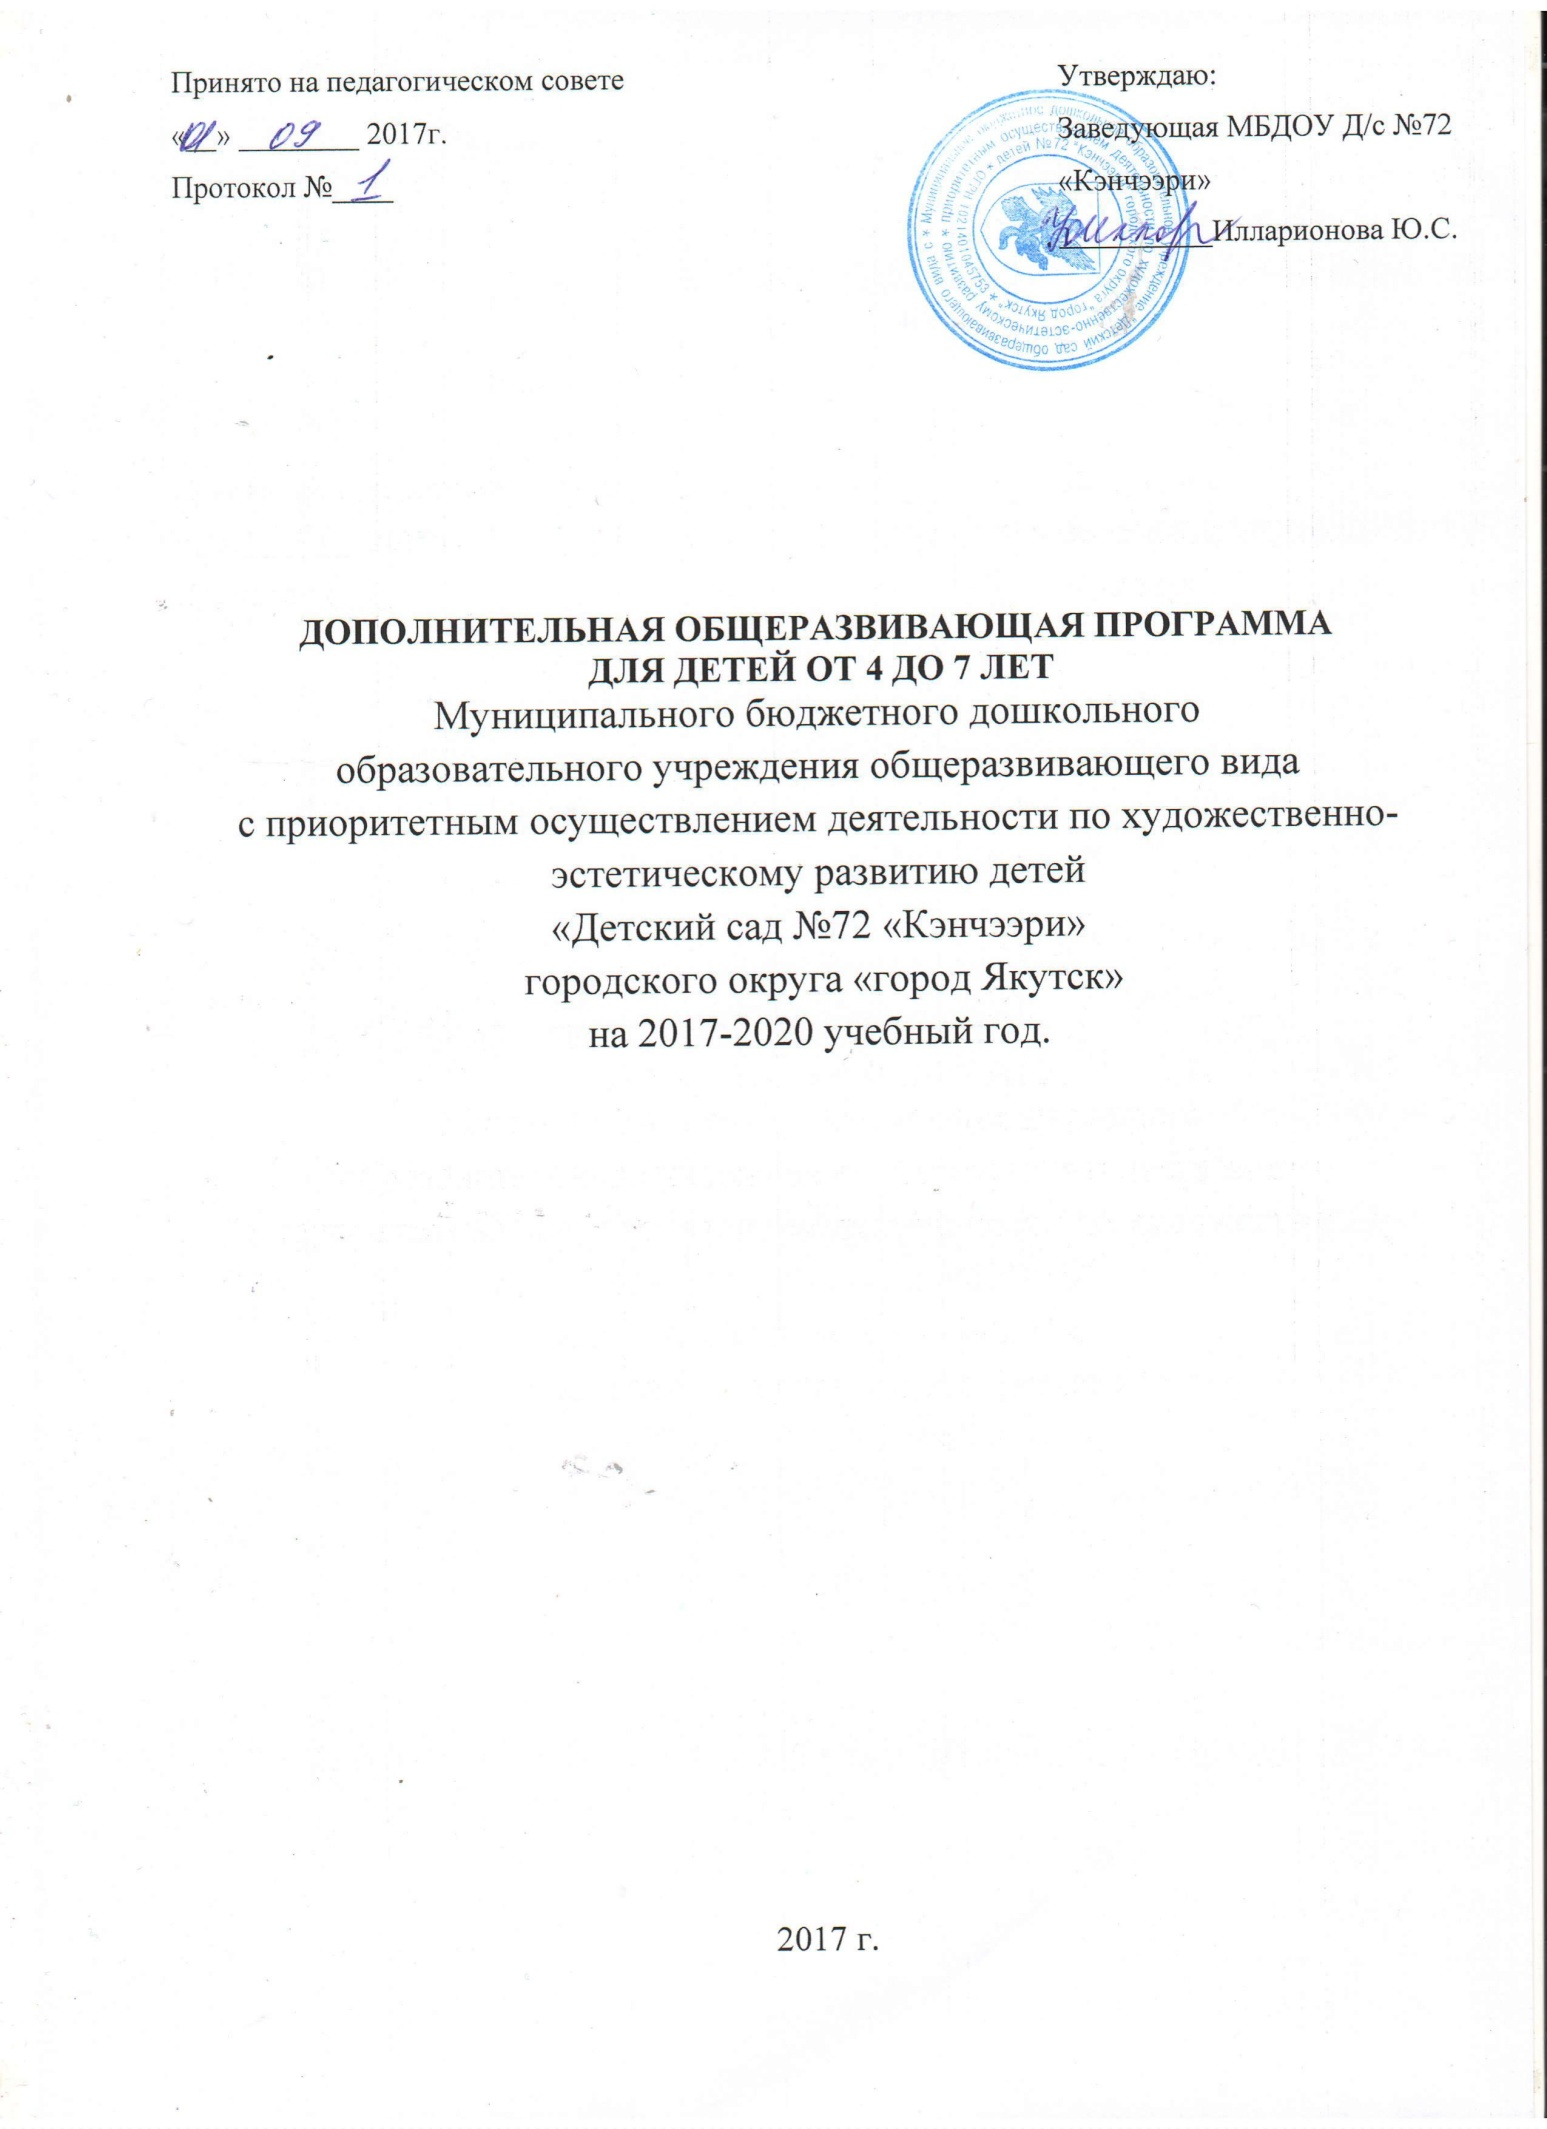 Принято на педагогическом совете
«01» 09 2017г.
Протокол № 1
Утверждаю:
Заведующая МБДОУ Д/с №72
«Кэнчээри»
Илларионова Ю.С.
ДОПОЛНИТЕЛЬНАЯ ОБЩЕРАЗВИВАЮЩАЯ ПРОГРАММА
ДЛЯ ДЕТЕЙ ОТ 4 ДО 7 ЛЕТ
Муниципального бюджетного дошкольного
образовательного учреждения общеразвивающего вида
с приоритетным осуществлением деятельности по художественно-
эстетическому развитию детей
«Детский сад №72 «Кэнчээри»
городского округа «город Якутск»
на 2017-2020 учебный год.
2017 г.